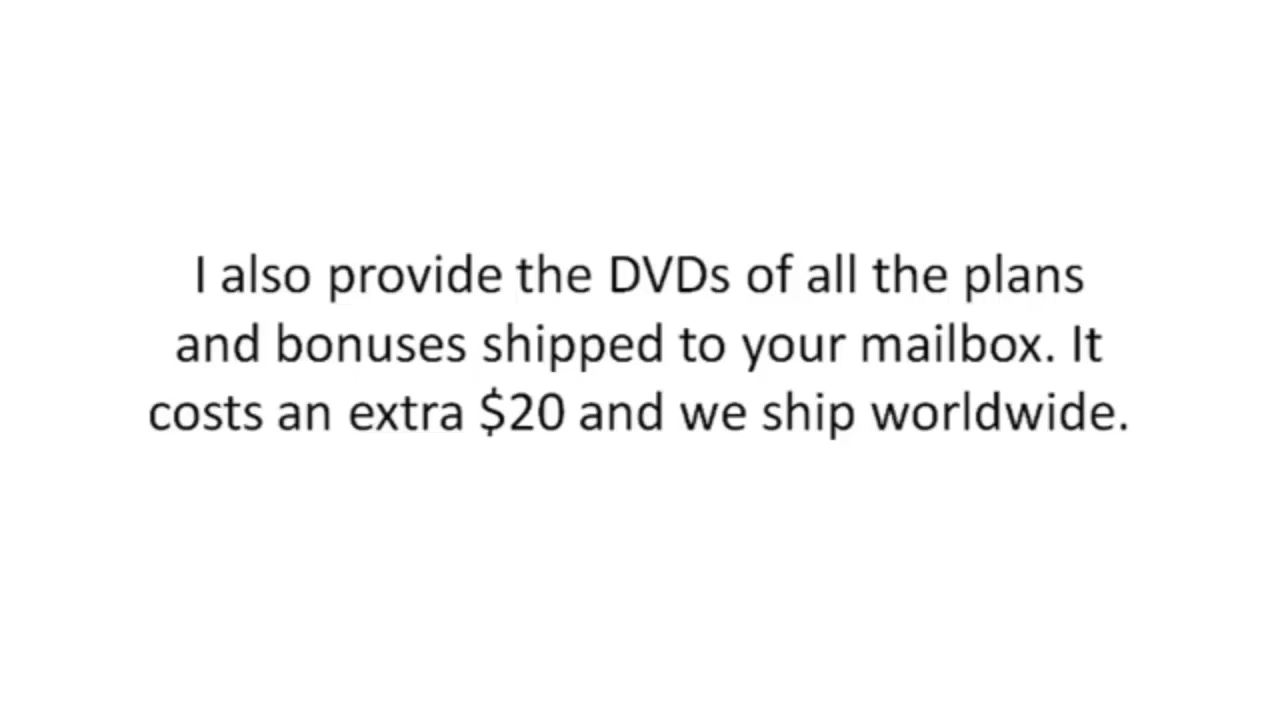 I also provide the DVDs of all the plans
and bonuses shipped to your mailbox. It
costs an extra $20 and we ship worldwide.